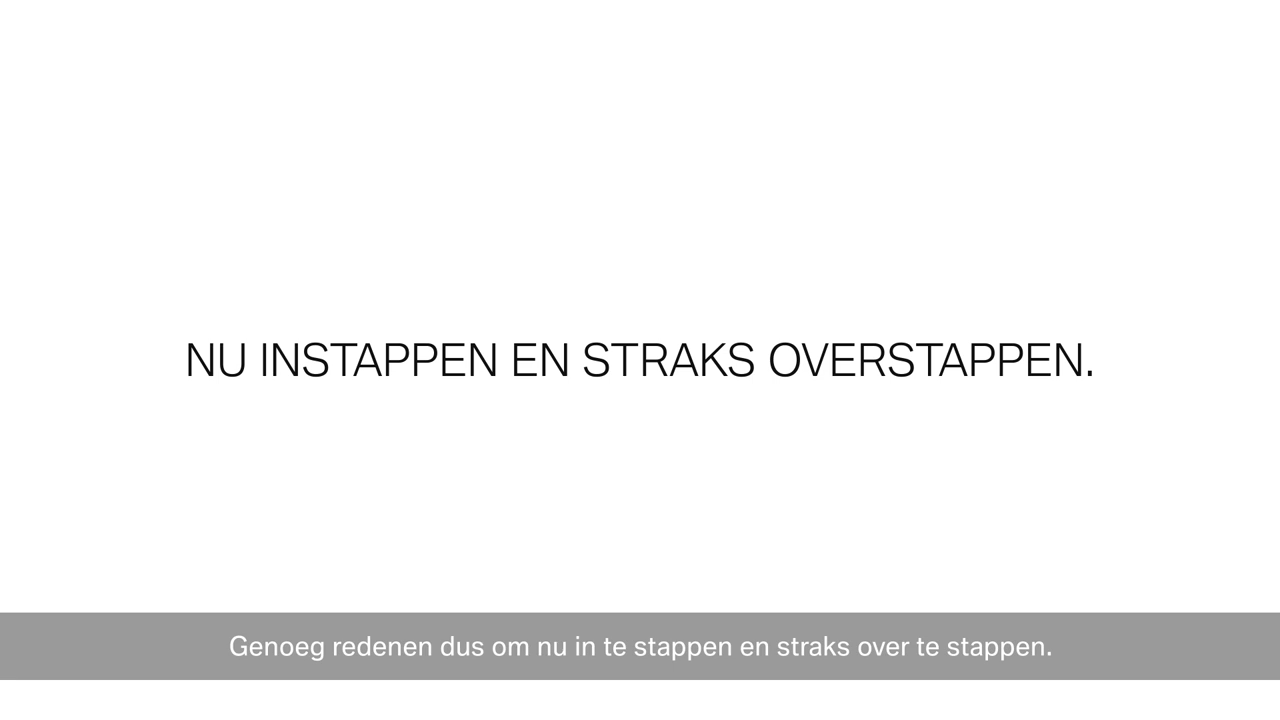 NU INSTAPPEN EN STRAKS OVERSTAPPEN.
Genoeg redenen dus om nu in te stappen en straks over te stappen.